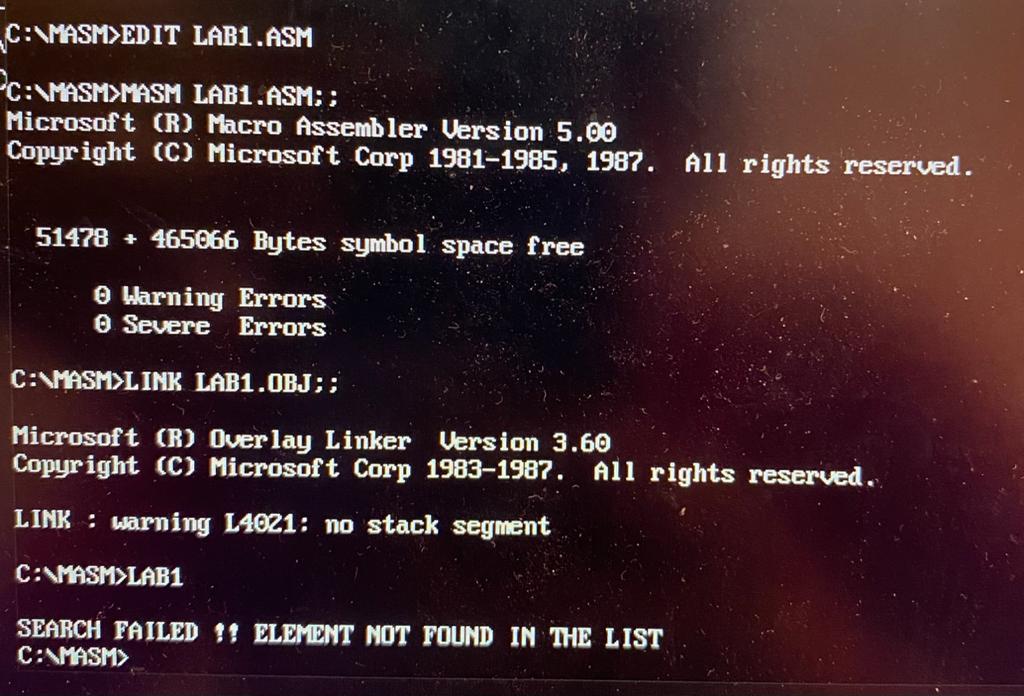 C:\MASM>EDIT LAB1.ASM
C:\MASM>MASM LAB1.ASM;;
Microsoft (R) Macro Assembler Version 5.00
Copyright (C) Microsoft Corp 1981-1985, 1987.  All rights reserved.
51478 + 465066 Bytes symbol space free
0 Warning Errors
0 Severe  Errors
C:\MASM>LINK LAB1.OBJ;;
Microsoft (R) Overlay Linker  Version 3.60
Copyright (C) Microsoft Corp 1983-1987.  All rights reserved.
LINK : warning L4021: no stack segment
C:\MASM>LAB1
SEARCH FAILED !! ELEMENT NOT FOUND IN THE LIST
C:\MASM>